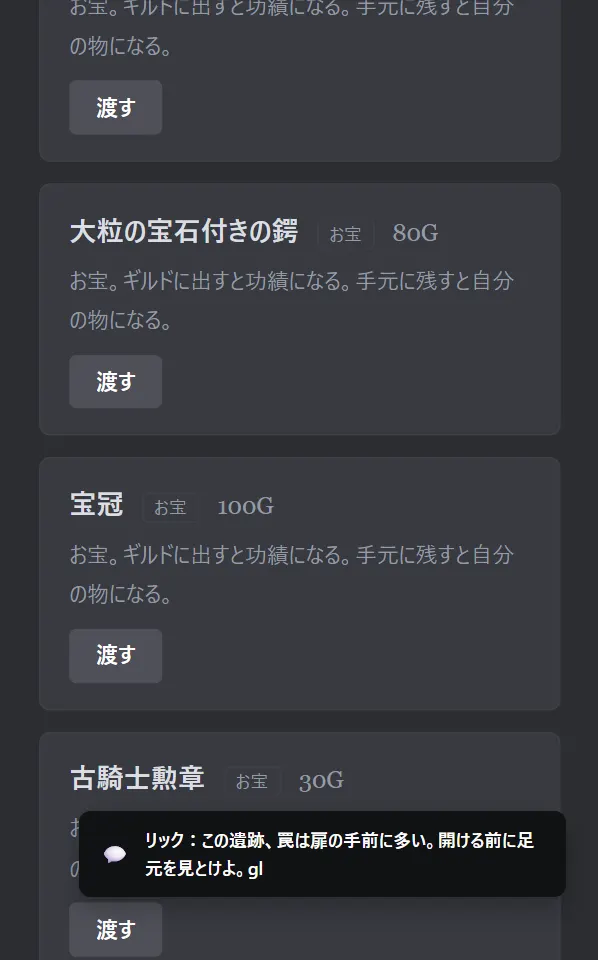 お宝。ギルドに出すと功績になる。手元に残すと自分
の物になる。
渡す
大粒の宝石付きの鍔 お宝 80G
お宝。ギルドに出すと功績になる。手元に残すと自分
の物になる。
渡す
宝冠 お宝 100G
お宝。ギルドに出すと功績になる。手元に残すと自分
の物になる。
渡す
古騎士勲章 お宝 30G
リック：この遺跡、罠は扉の手前に多い。開ける前に足
元を見とけよ。gl
渡す